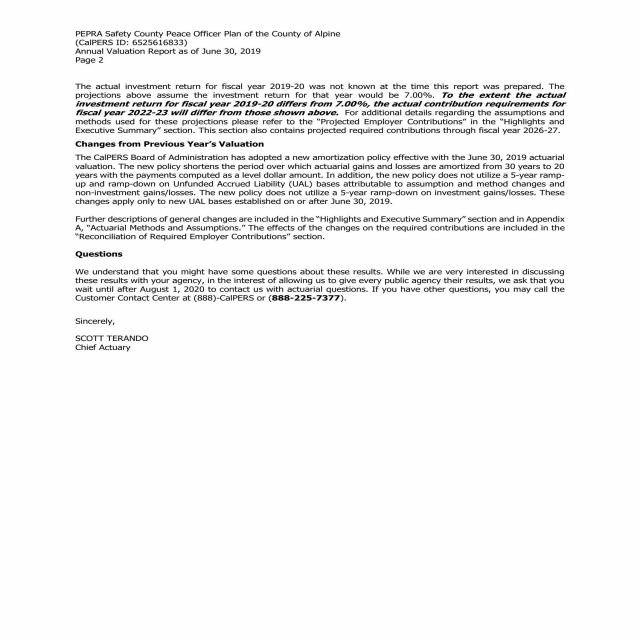 PEPRA Safety County Peace Officer Plan of the County of Alpine
(CalPERS ID: 6525616833)
Annual Valuation Report as of June 30, 2019
Page 2
The actual investment return for fiscal year 2019-20 was not known at the time this report was prepared. The
projections above assume the investment return for that year would be 7.00%. To the extent the actual
investment return for fiscal year 2019-20 differs from 7.00%, the actual contribution requirements for
fiscal year 2022-23 will differ from those shown above. For additional details regarding the assumptions and
methods used for these projections please refer to the “Projected Employer Contributions” in the “Highlights and
Executive Summary” section. This section also contains projected required contributions through fiscal year 2026-27.
Changes from Previous Year’s Valuation
The CalPERS Board of Administration has adopted a new amortization policy effective with the June 30, 2019 actuarial
valuation. The new policy shortens the period over which actuarial gains and losses are amortized from 30 years to 20
years with the payments computed as a level dollar amount. In addition, the new policy does not utilize a 5-year ramp-
up and ramp-down on Unfunded Accrued Liability (UAL) bases attributable to assumption and method changes and
non-investment gains/losses. The new policy does not utilize a 5-year ramp-down on investment gains/losses. These
changes apply only to new UAL bases established on or after June 30, 2019.
Further descriptions of general changes are included in the “Highlights and Executive Summary” section and in Appendix
A, “Actuarial Methods and Assumptions.” The effects of the changes on the required contributions are included in the
“Reconciliation of Required Employer Contributions” section.
Questions
We understand that you might have some questions about these results. While we are very interested in discussing
these results with your agency, in the interest of allowing us to give every public agency their results, we ask that you
wait until after August 1, 2020 to contact us with actuarial questions. If you have other questions, you may call the
Customer Contact Center at (888)-CalPERS or (888-225-7377).
Sincerely,
SCOTT TERANDO
Chief Actuary